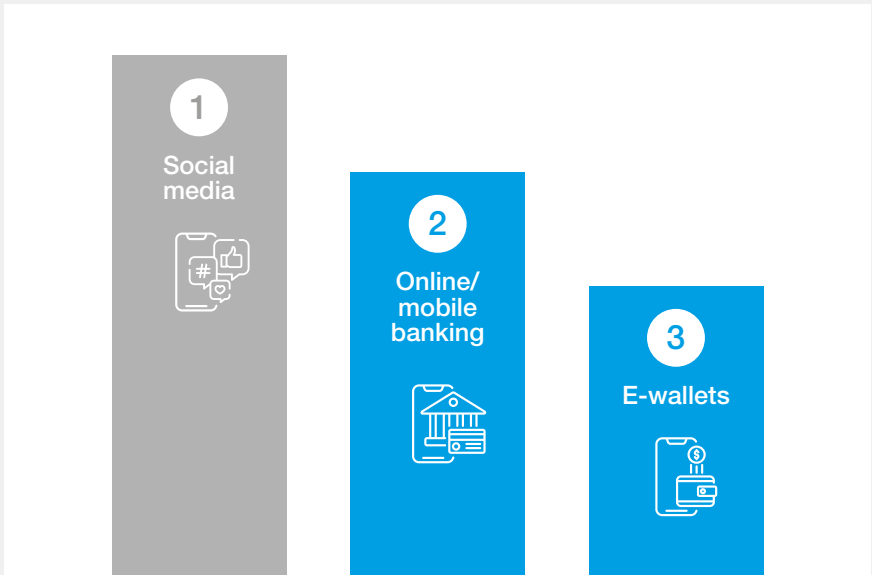 1
Social
media
#
2
Online/
mobile
banking
3
E-wallets
$